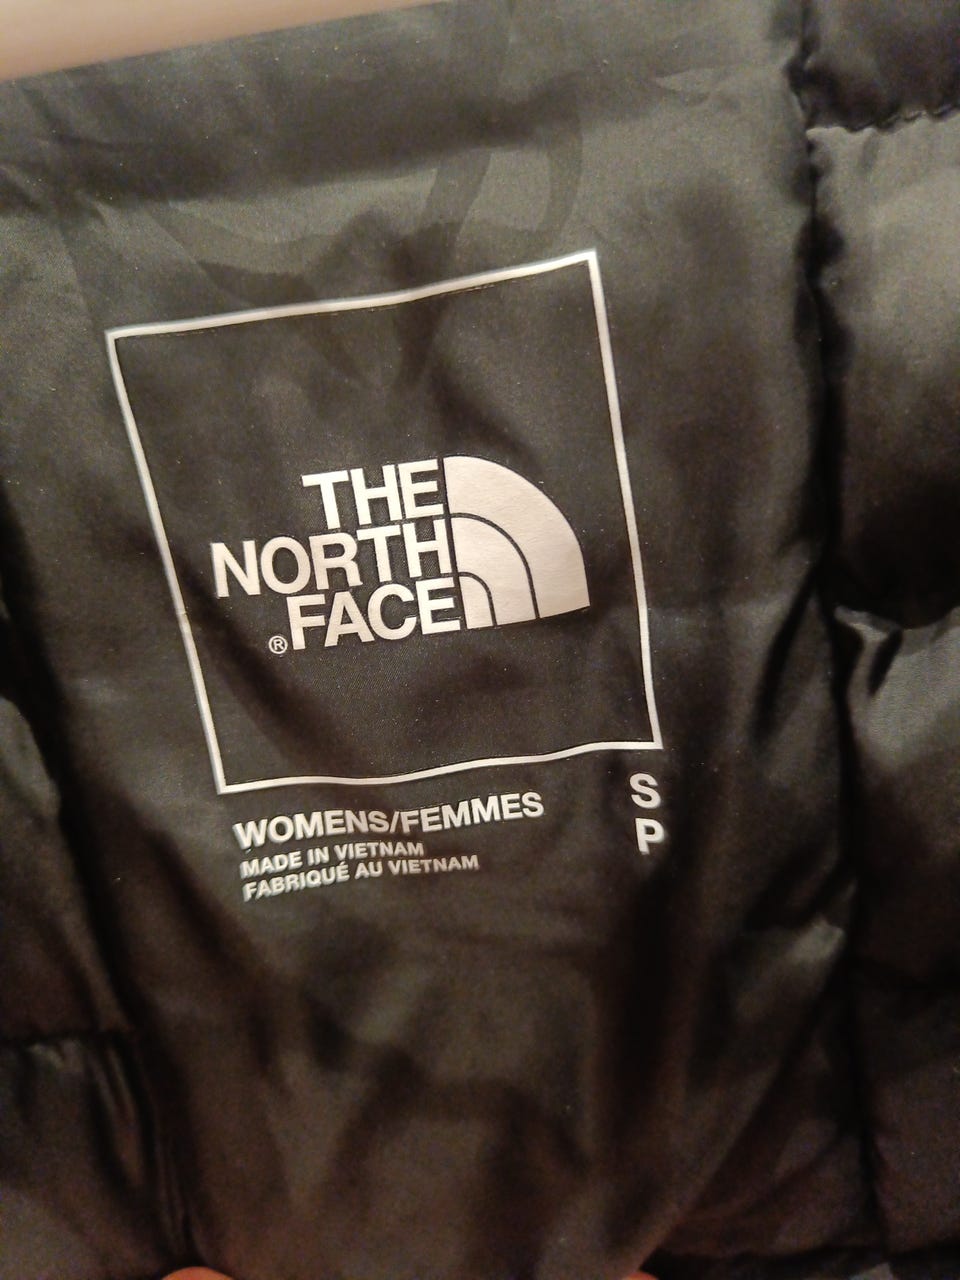 THE
NORTH
FACE
®
WOMENS/FEMMES
MADE IN VIETNAM
FABRIQUÉ AU VIETNAM
S
P